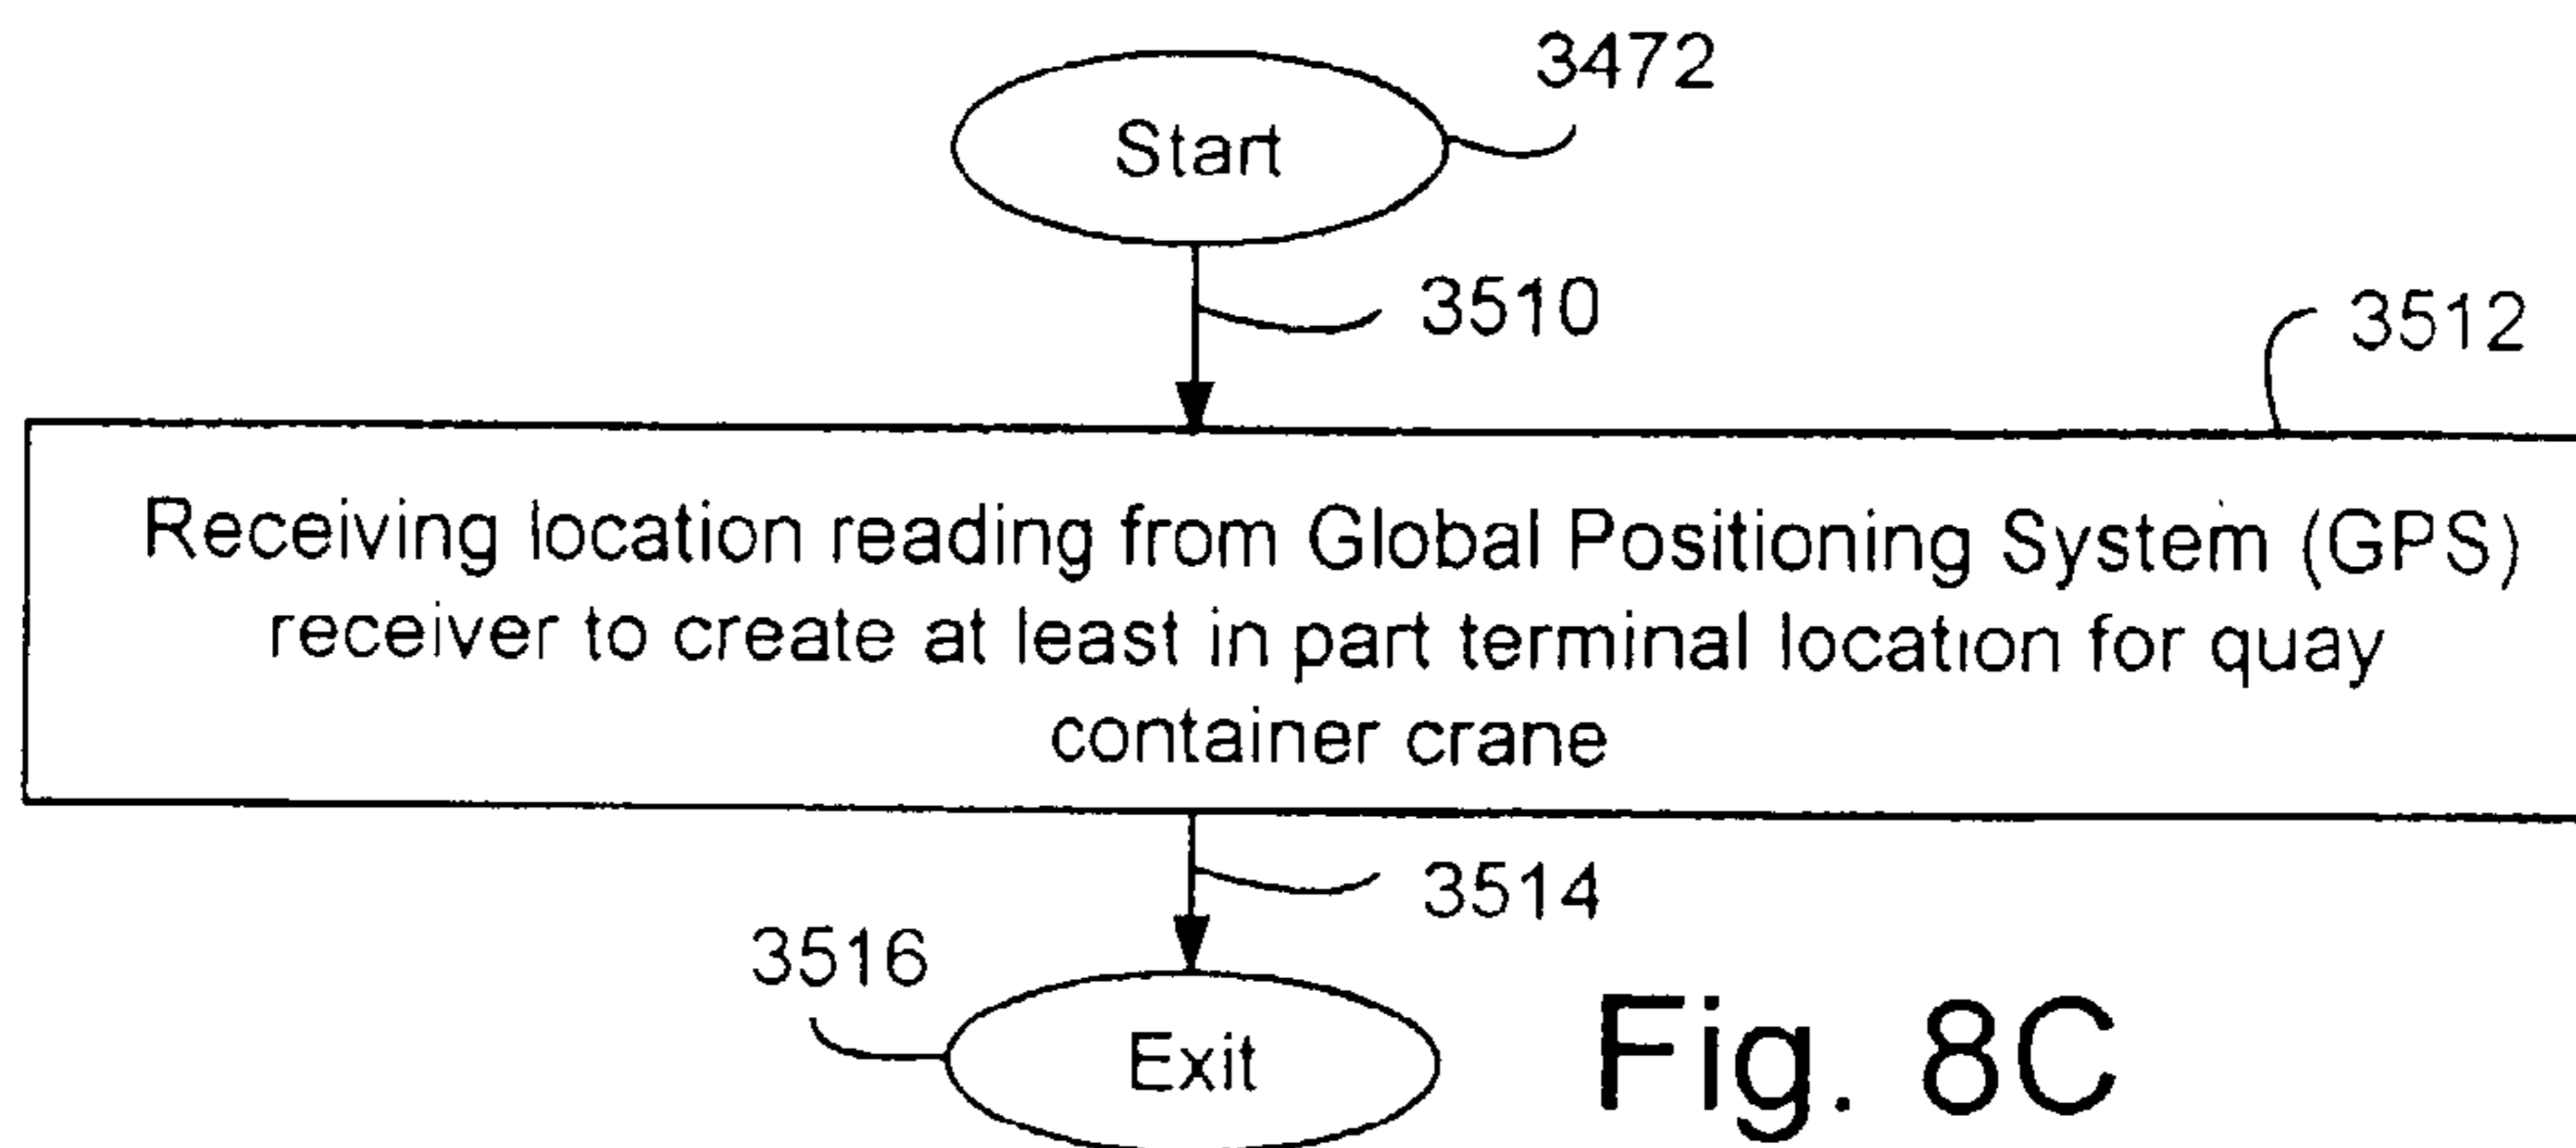 3472
Start
3510
3512
Receiving location reading from Global Positioning System (GPS)
receiver to create at least in part terminal location for quay
container crane
3514
3516
Exit
Fig. 8C